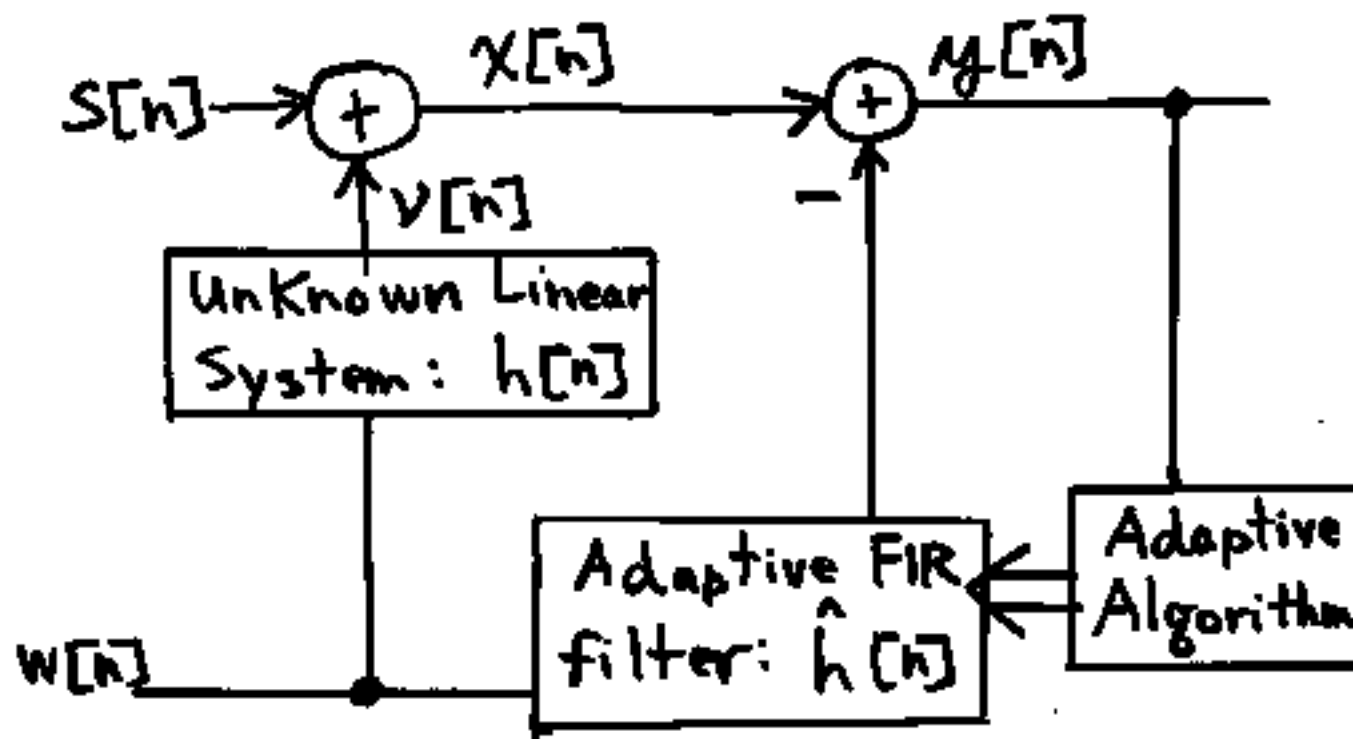 S[n]
+
x[n]
+
y[n]
v[n]
-
Unknown Linear
System: h[n]
Adaptive FIR
filter: ĥ[n]
Adaptive
Algorithm
w[n]